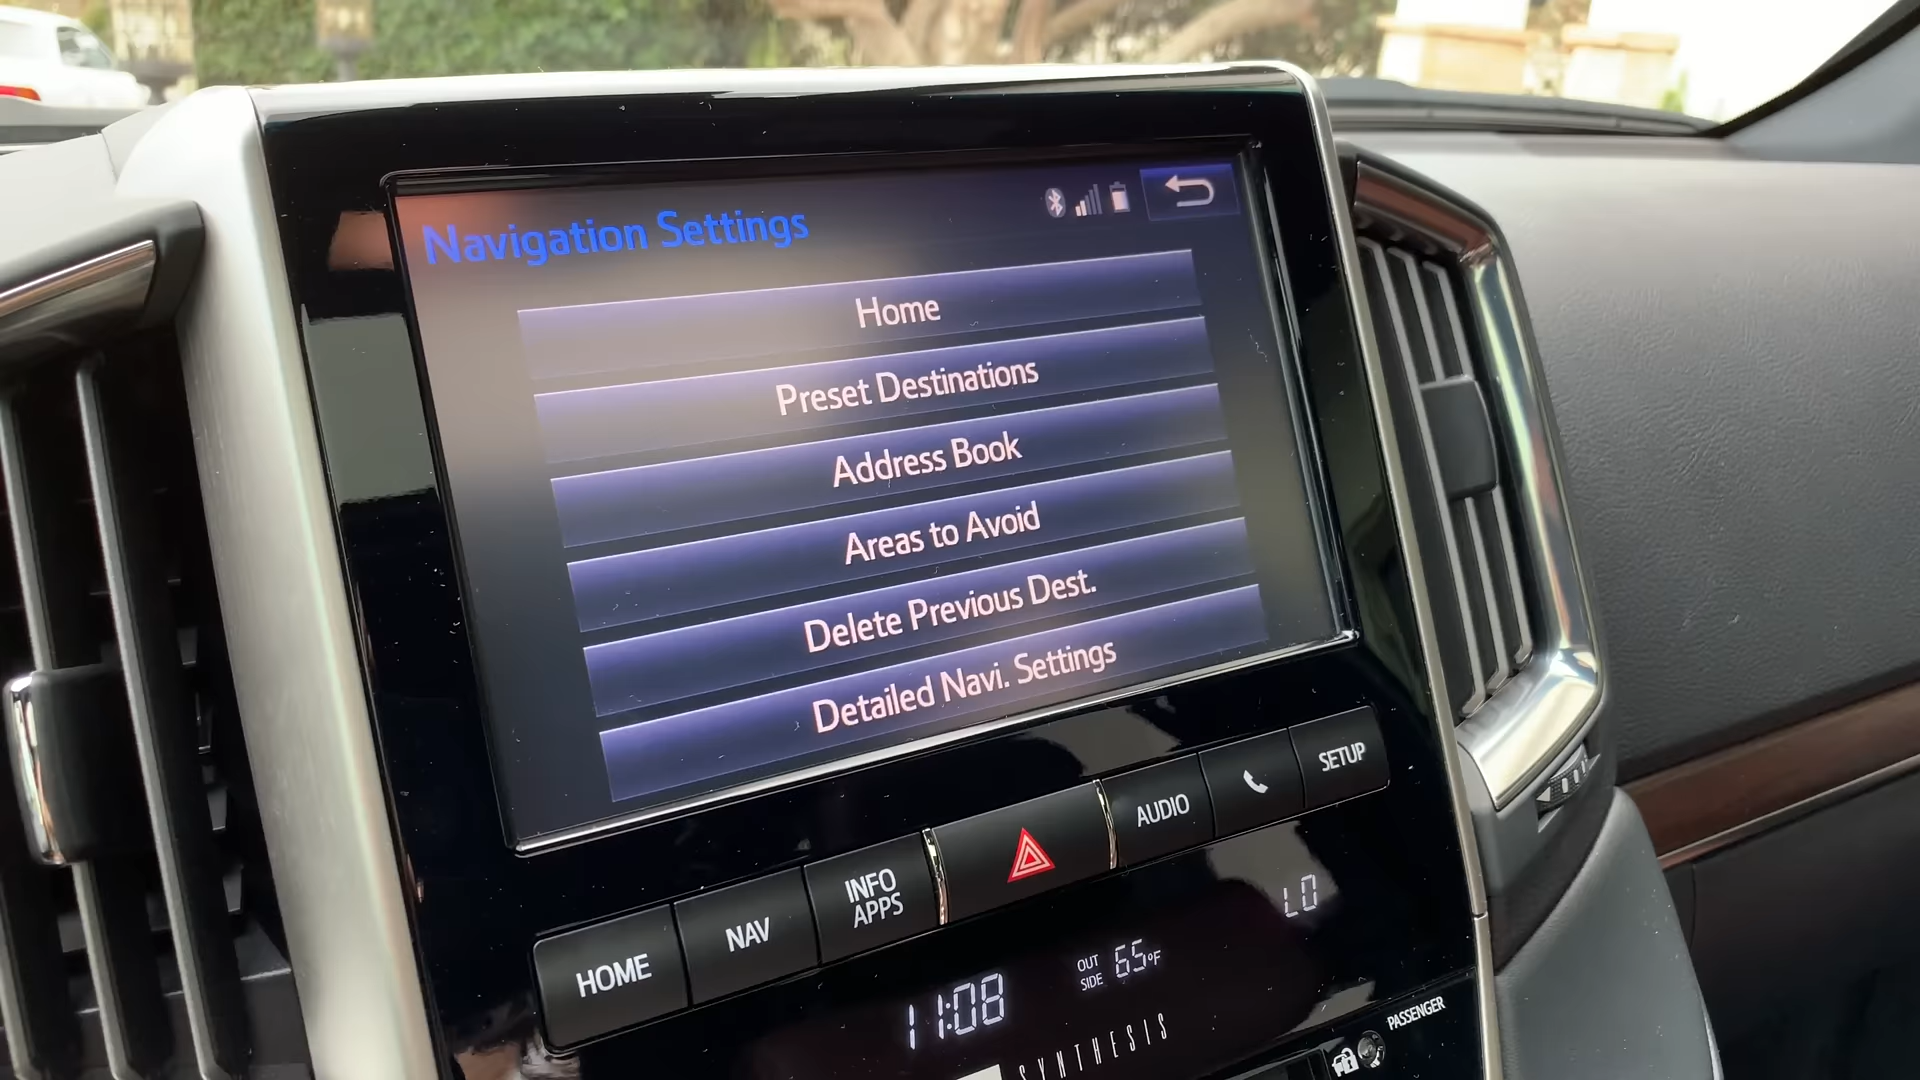 Navigation Settings
Home
Preset Destinations
Address Book
Areas to Avoid
Delete Previous Dest.
Detailed Navi. Settings
HOME
NAV
INFO
APPS
AUDIO
SETUP
LO
11:08
OUT
SIDE
65°F
SYNTHESIS
PASSENGER